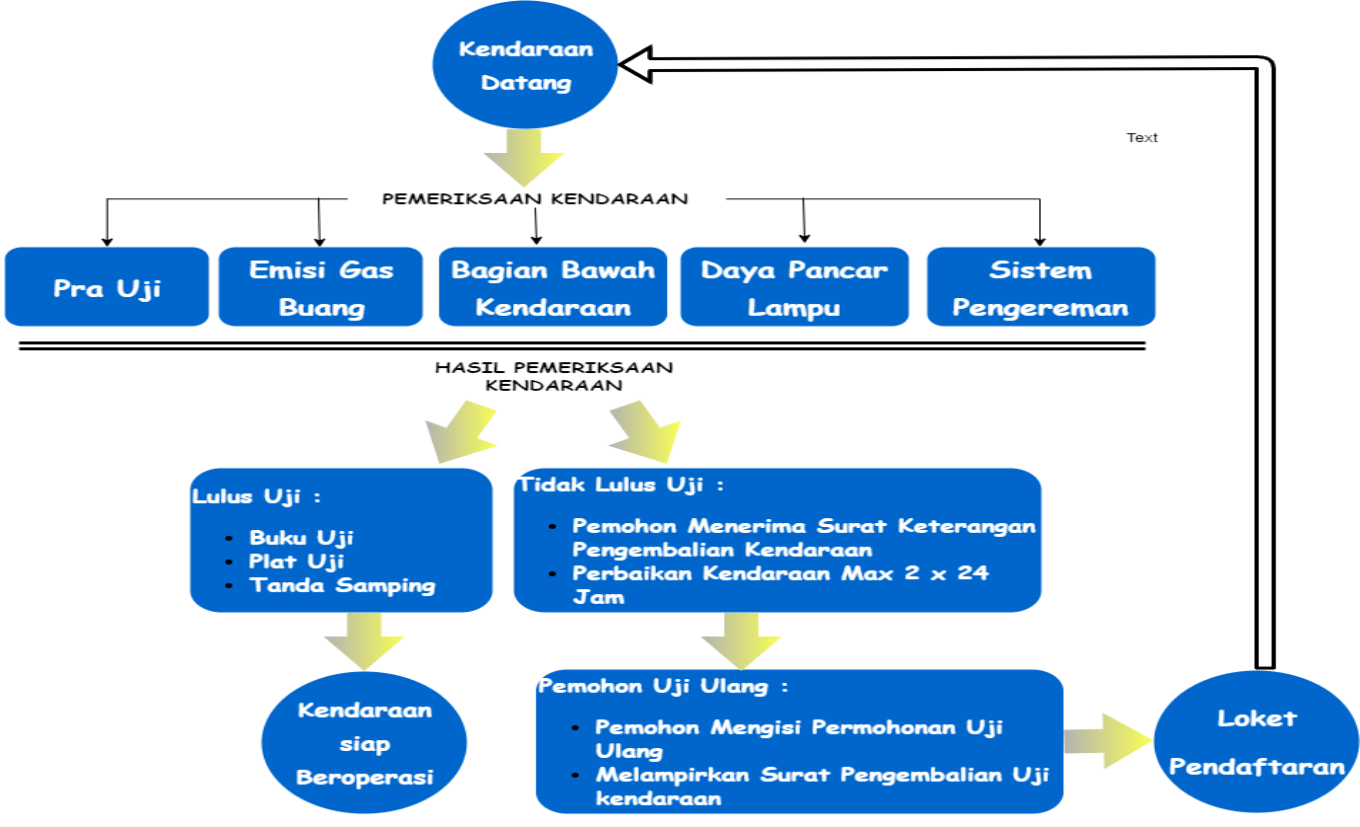 Kendaraan
Datang
Text
PEMERIKSAAN KENDARAAN
Pra Uji
Emisi Gas
Buang
Bagian Bawah
Kendaraan
Daya Pancar
Lampu
Sistem
Pengereman
HASIL PEMERIKSAAN
KENDARAAN
Lulus Uji :
• Buku Uji
• Plat Uji
• Tanda Samping
Tidak Lulus Uji :
• Pemohon Menerima Surat Keterangan
Pengembalian Kendaraan
• Perbaikan Kendaraan Max 2 x 24
Jam
Kendaraan
siap
Beroperasi
Pemohon Uji Ulang :
• Pemohon Mengisi Permohonan Uji
Ulang
• Melampirkan Surat Pengembalian Uji
kendaraan
Loket
Pendaftaran